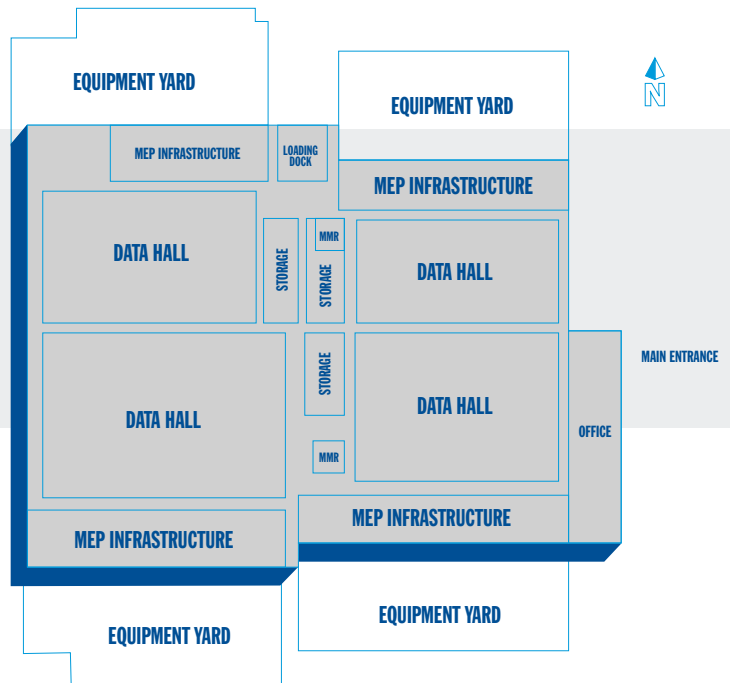 EQUIPMENT YARD
EQUIPMENT YARD
N
MEP INFRASTRUCTURE
LOADING
DOCK
MEP INFRASTRUCTURE
DATA HALL
STORAGE
MMR
STORAGE
DATA HALL
MAIN ENTRANCE
STORAGE
DATA HALL
DATA HALL
OFFICE
MMR
MEP INFRASTRUCTURE
MEP INFRASTRUCTURE
EQUIPMENT YARD
EQUIPMENT YARD